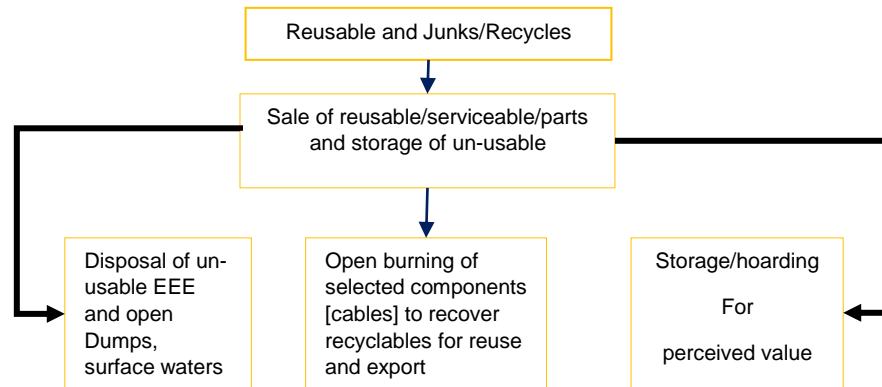 Reusable and Junks/Recycles
Sale of reusable/serviceable/parts
and storage of un-usable
Disposal of un-
usable EEE
and open
Dumps,
surface waters
Open burning of
selected components
[cables] to recover
recyclables for reuse
and export
Storage/hoarding
For
perceived value